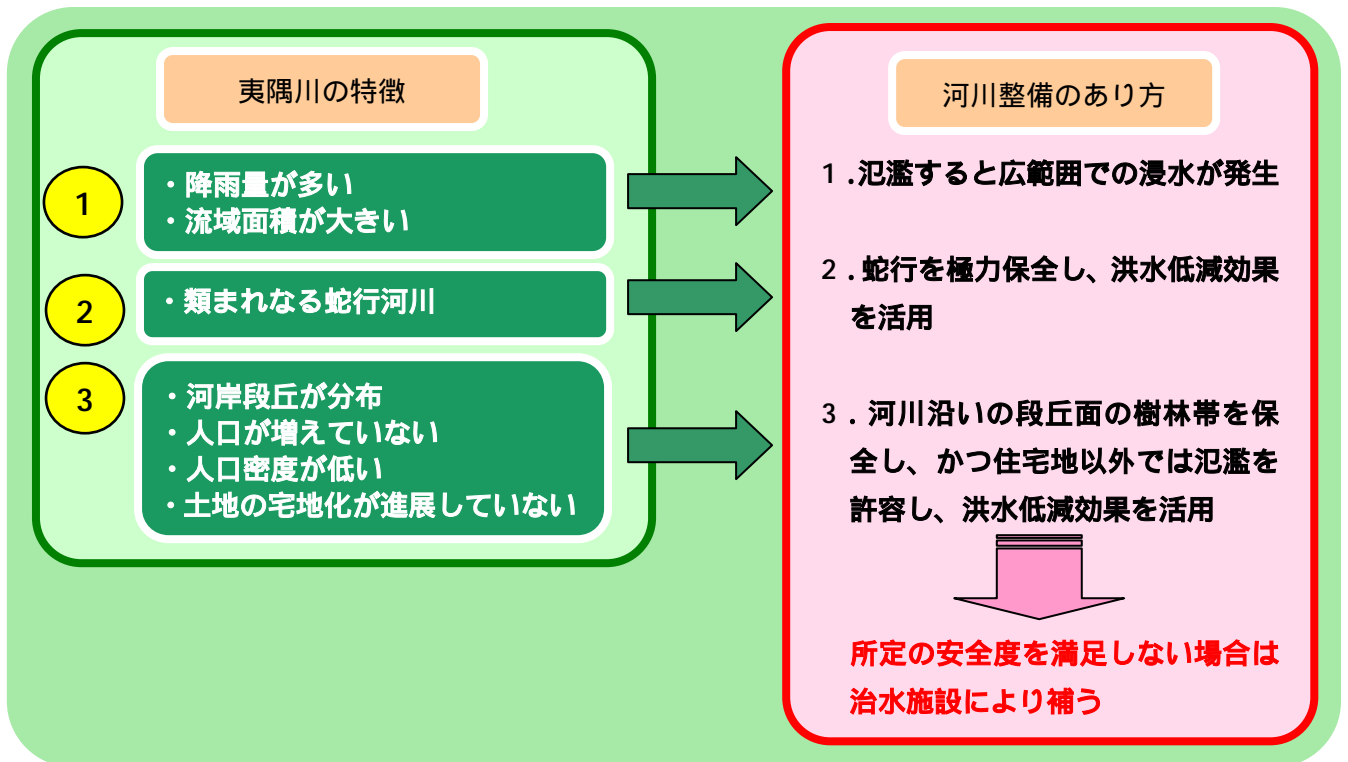 夷隅川の特徴
1
・降雨量が多い
・流域面積が大きい
2
・類まれなる蛇行河川
3
・河岸段丘が分布
・人口が増えていない
・人口密度が低い
・土地の宅地化が進展していない
河川整備のあり方
1.氾濫すると広範囲での浸水が発生
2.蛇行を極力保全し、洪水低減効果
を活用
3.河川沿いの段丘面の樹林帯を保
全し、かつ住宅地以外では氾濫を
許容し、洪水低減効果を活用
所定の安全度を満足しない場合は
治水施設により補う